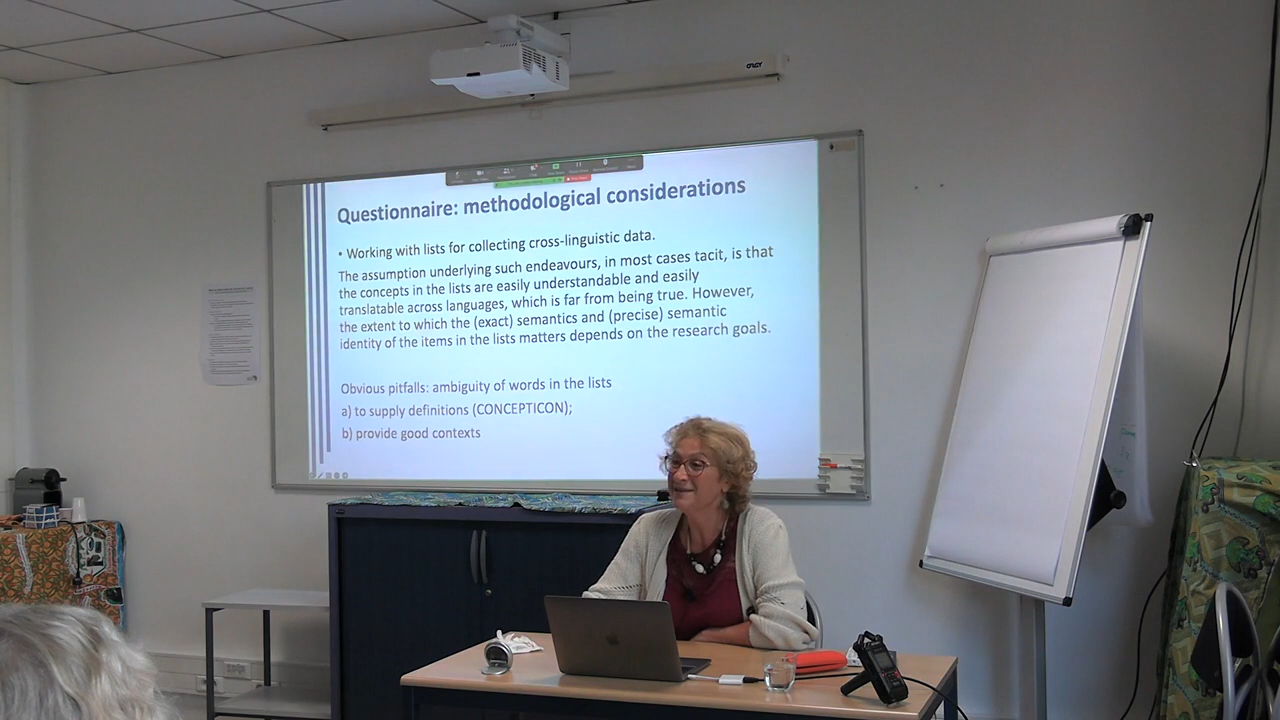 ORAY
Questionnaire: methodological considerations
• Working with lists for collecting cross-linguistic data.
The assumption underlying such endeavours, in most cases tacit, is that
the concepts in the lists are easily understandable and easily
translatable across languages, which is far from being true. However,
the extent to which the (exact) semantics and (precise) semantic
identity of the items in the lists matters depends on the research goals.
Obvious pitfalls: ambiguity of words in the lists
a) to supply definitions (CONCEPTICON);
b) provide good contexts